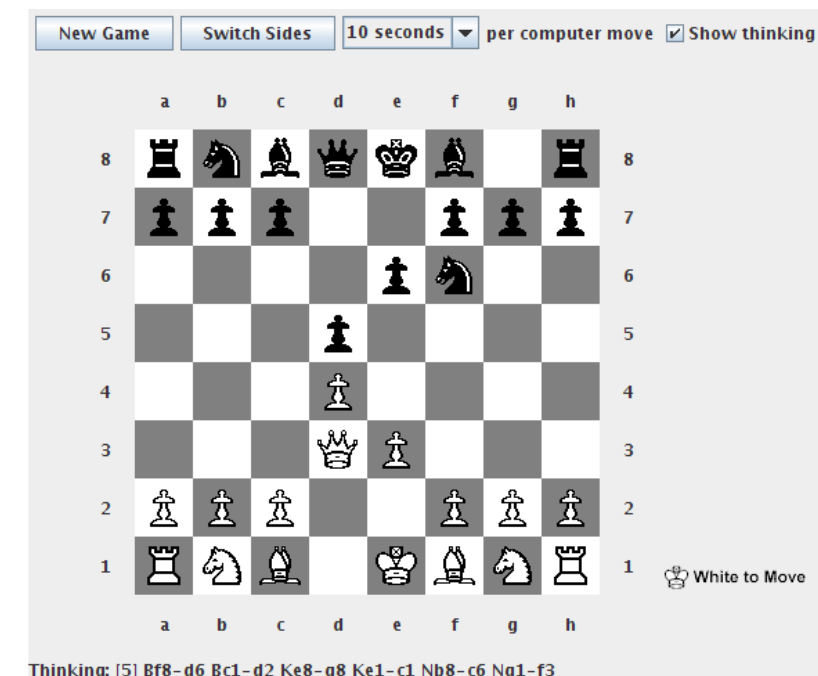 New Game Switch Sides 10 seconds per computer move Show thinking
a b c d e f g h
8 8
7 7
6 6
5 5
4 4
3 3
2 2
1 1 White to Move
a b c d e f g h
Thinking: [5] Bf8-d6 Bc1-d2 Ke8-g8 Ke1-c1 Nb8-c6 Ng1-f3